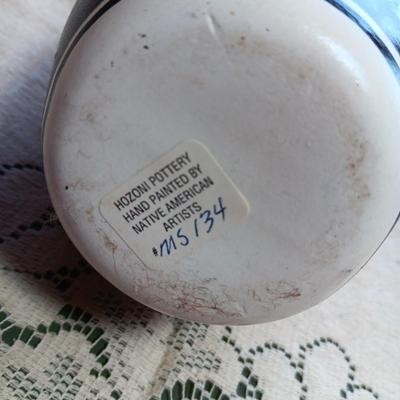 HOZONI POTTERY
HAND PAINTED BY
NATIVE AMERICAN
ARTISTS
#MS134